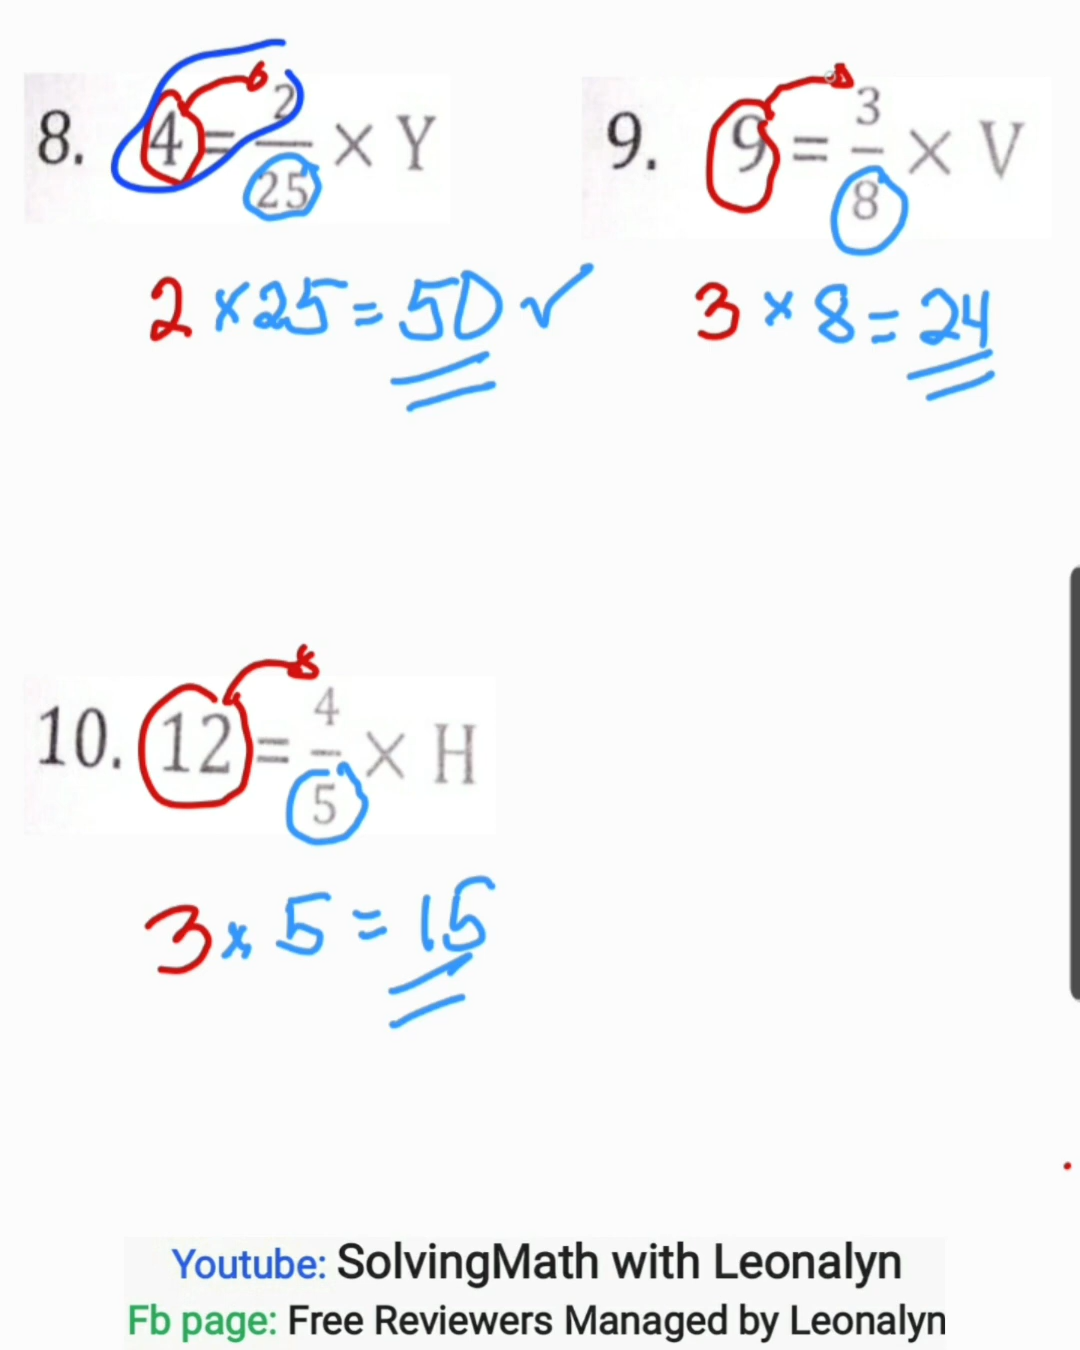 8. 4 = 2/25 × Y
2 × 25 = 50 ✓
9. 9 = 3/8 × V
3 × 8 = 24
10. 12 = 4/5 × H
3 × 5 = 15
Youtube: SolvingMath with Leonalyn
Fb page: Free Reviewers Managed by Leonalyn